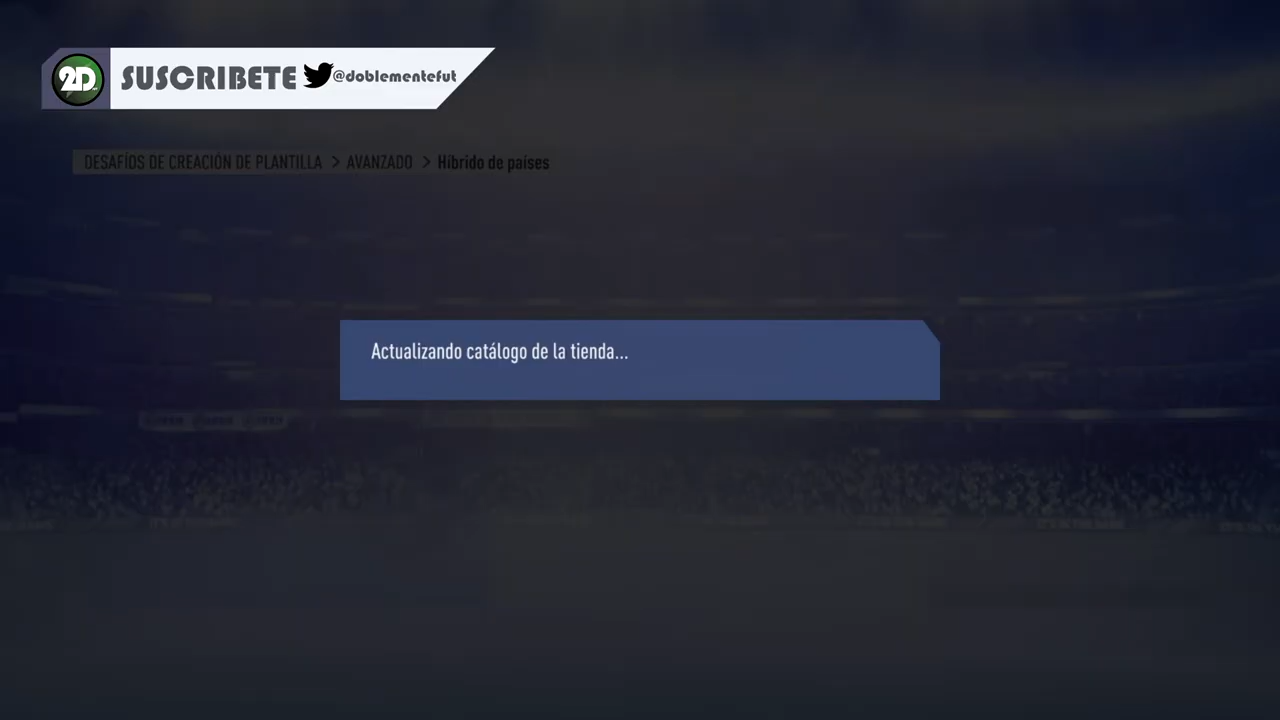 2D
SUSCRIBETE @doblementefut
DESAFÍOS DE CREACIÓN DE PLANTILLA > AVANZADO > Híbrido de países
Actualizando catálogo de la tienda...